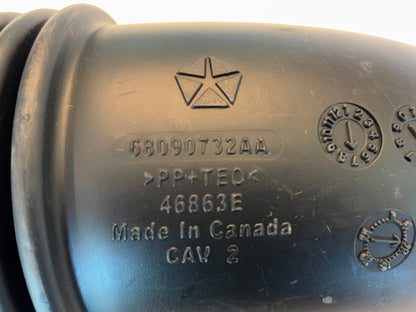 68090732AA
>PP+TEO<
46863E
Made In Canada
CAV 2